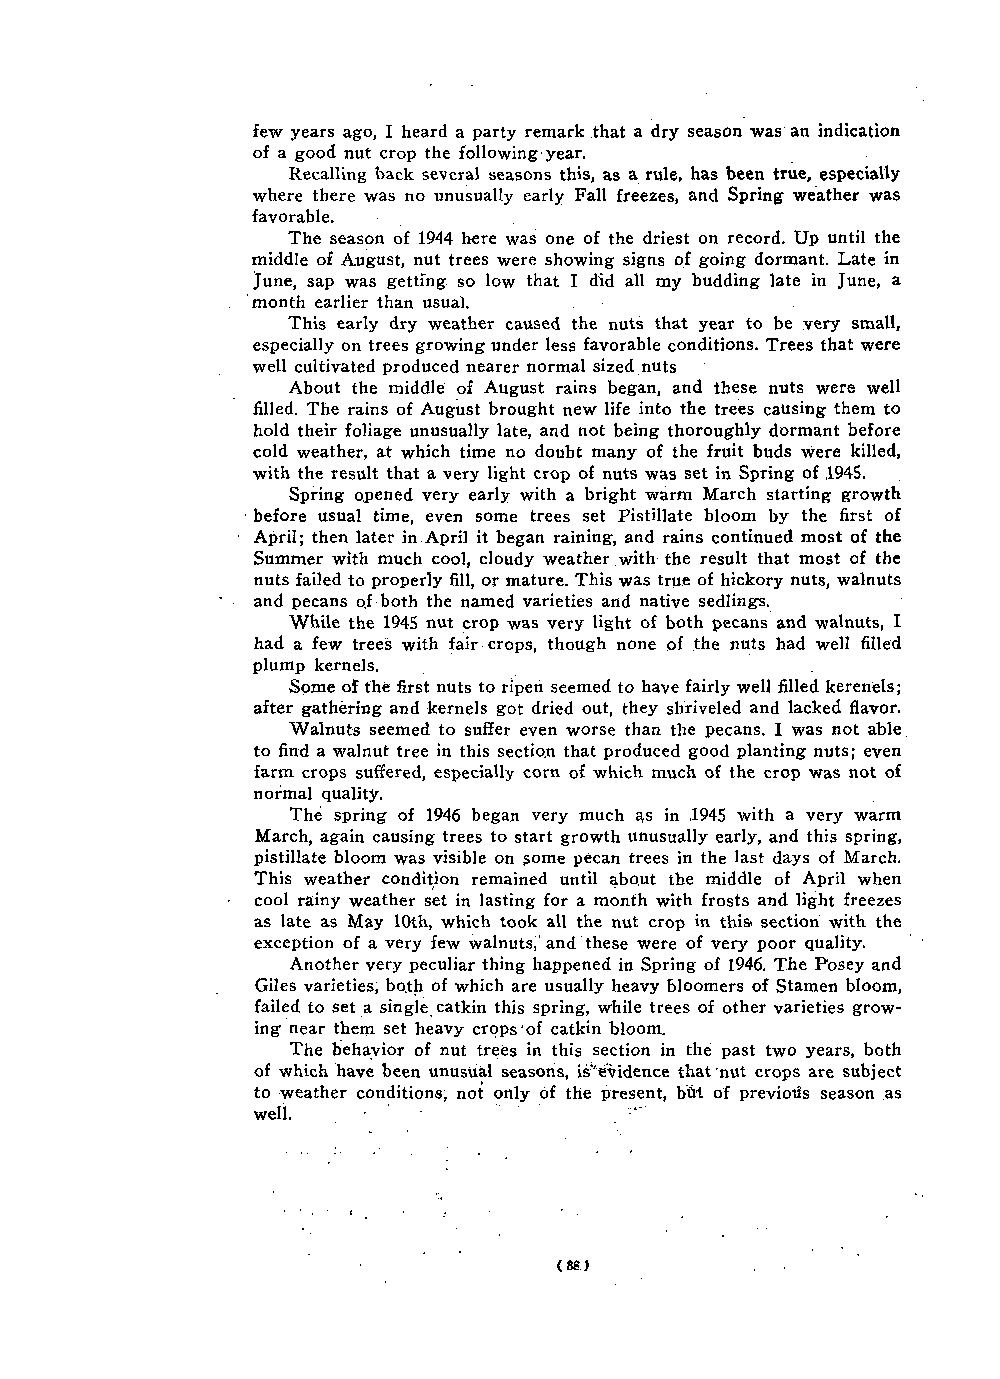 few years ago, I heard a party remark that a dry season was an indication
of a good nut crop the following year.
Recalling back several seasons this, as a rule, has been true, especially
where there was no unusually early Fall freezes, and Spring weather was
favorable.
The season of 1944 here was one of the driest on record. Up until the
middle of August, nut trees were showing signs of going dormant. Late in
June, sap was getting so low that I did all my budding late in June, a
month earlier than usual.
This early dry weather caused the nuts that year to be very small,
especially on trees growing under less favorable conditions. Trees that were
well cultivated produced nearer normal sized nuts
About the middle of August rains began, and these nuts were well
filled. The rains of August brought new life into the trees causing them to
hold their foliage unusually late, and not being thoroughly dormant before
cold weather, at which time no doubt many of the fruit buds were killed,
with the result that a very light crop of nuts was set in Spring of 1945.
Spring opened very early with a bright warm March starting growth
before usual time, even some trees set Pistillate bloom by the first of
April; then later in April it began raining, and rains continued most of the
Summer with much cool, cloudy weather with the result that most of the
nuts failed to properly fill, or mature. This was true of hickory nuts, walnuts
and pecans of both the named varieties and native sedlings.
While the 1945 nut crop was very light of both pecans and walnuts, I
had a few trees with fair crops, though none of the nuts had well filled
plump kernels.
Some of the first nuts to ripen seemed to have fairly well filled kerenels;
after gathering and kernels got dried out, they shriveled and lacked flavor.
Walnuts seemed to suffer even worse than the pecans. I was not able
to find a walnut tree in this section that produced good planting nuts; even
farm crops suffered, especially corn of which much of the crop was not of
normal quality.
The spring of 1946 began very much as in 1945 with a very warm
March, again causing trees to start growth unusually early, and this spring,
pistillate bloom was visible on some pecan trees in the last days of March.
This weather condition remained until about the middle of April when
cool rainy weather set in lasting for a month with frosts and light freezes
as late as May 10th, which took all the nut crop in this section with the
exception of a very few walnuts, and these were of very poor quality.
Another very peculiar thing happened in Spring of 1946. The Posey and
Giles varieties, both of which are usually heavy bloomers of Stamen bloom,
failed to set a single catkin this spring, while trees of other varieties grow-
ing near them set heavy crops of catkin bloom.
The behavior of nut trees in this section in the past two years, both
of which have been unusual seasons, is evidence that nut crops are subject
to weather conditions, not only of the present, but of previous season as
well.
(88)